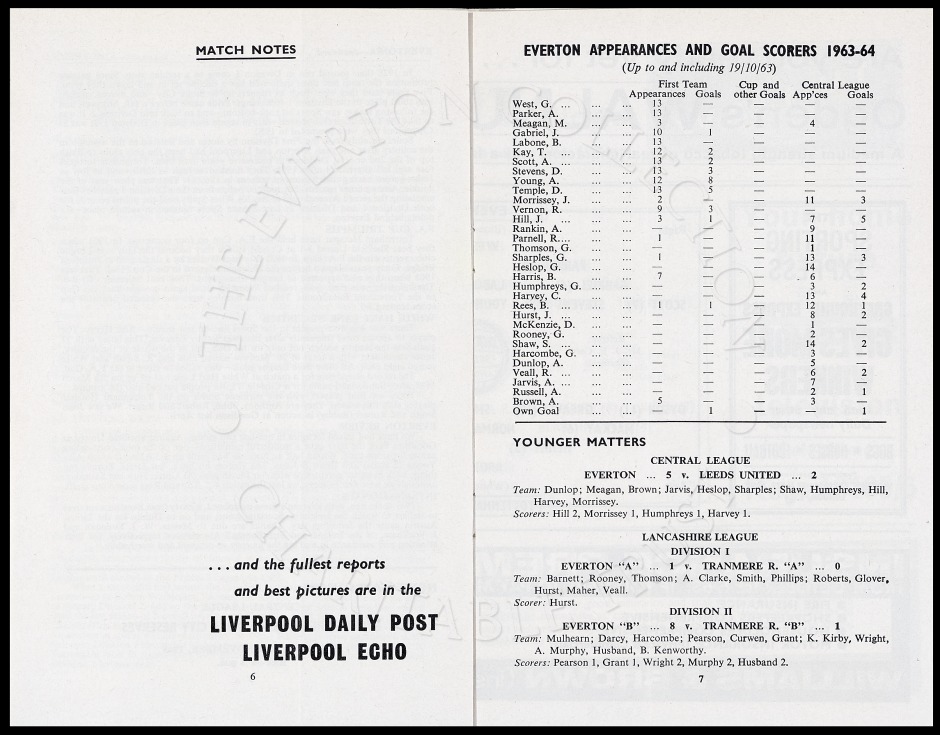 MATCH NOTES
... and the fullest reports
and best pictures are in the
LIVERPOOL DAILY POST
LIVERPOOL ECHO
6
EVERTON APPEARANCES AND GOAL SCORERS 1963-64
(Up to and including 19/10/63)
First Team Cup and Central League
Appearances Goals other Goals App'ces Goals
West, G. ... ... ... 13 — — — —
Parker, A. ... ... 13 — — — —
Meagan, M. ... ... 3 — — 4 —
Gabriel, J. ... ... 10 1 — — —
Labone, B. ... ... 13 — — — —
Kay, T. ... ... ... 12 2 — — —
Scott, A. ... ... ... 13 2 — — —
Stevens, D. ... ... 13 3 — — —
Young, A. ... ... 12 8 — — —
Temple, D. ... ... 13 5 — — —
Morrissey, J. ... ... 2 — — 11 3
Vernon, R. ... ... 9 3 — — —
Hill, J. ... ... ... 3 1 — 7 5
Rankin, A. ... ... — — — 9 —
Parnell, R.... ... ... 1 — — 11 —
Thomson, G. ... ... — — — 1 —
Sharples, G. ... ... 1 — — 13 3
Heslop, G. ... ... — — — 14 —
Harris, B. ... ... 7 — — 6 —
Humphreys, G. ... ... — — — 3 2
Harvey, C. ... ... — — — 13 4
Rees, B. ... ... ... 1 1 — 12 1
Hurst, J. ... ... ... — — — 8 2
McKenzie, D. ... ... — — — 1 —
Rooney, G. ... ... — — — 2 —
Shaw, S. ... ... ... — — — 14 2
Harcombe, G. ... ... — — — 3 —
Dunlop, A. ... ... — — — 5 —
Veall, R. ... ... ... — — — 6 2
Jarvis, A. ... ... ... — — — 7 —
Russell, A. ... ... — — — 2 1
Brown, A. ... ... 5 — — 3 —
Own Goal ... ... 1 — — 1
YOUNGER MATTERS
CENTRAL LEAGUE
EVERTON ... 5 v. LEEDS UNITED ... 2
Team: Dunlop; Meagan, Brown; Jarvis, Heslop, Sharples; Shaw, Humphreys, Hill,
Harvey, Morrissey.
Scorers: Hill 2, Morrissey 1, Humphreys 1, Harvey 1.
LANCASHIRE LEAGUE
DIVISION I
EVERTON "A" ... 1 v. TRANMERE R. "A" ... 0
Team: Barnett; Rooney, Thomson; A. Clarke, Smith, Phillips; Roberts, Glover,
Hurst, Maher, Veall.
Scorer: Hurst.
DIVISION II
EVERTON "B" ... 8 v. TRANMERE R. "B" ... 1
Team: Mulhearn; Darcy, Harcombe; Pearson, Curwen, Grant; K. Kirby, Wright,
A. Murphy, Husband, B. Kenworthy.
Scorers: Pearson 1, Grant 1, Wright 2, Murphy 2, Husband 2.
7